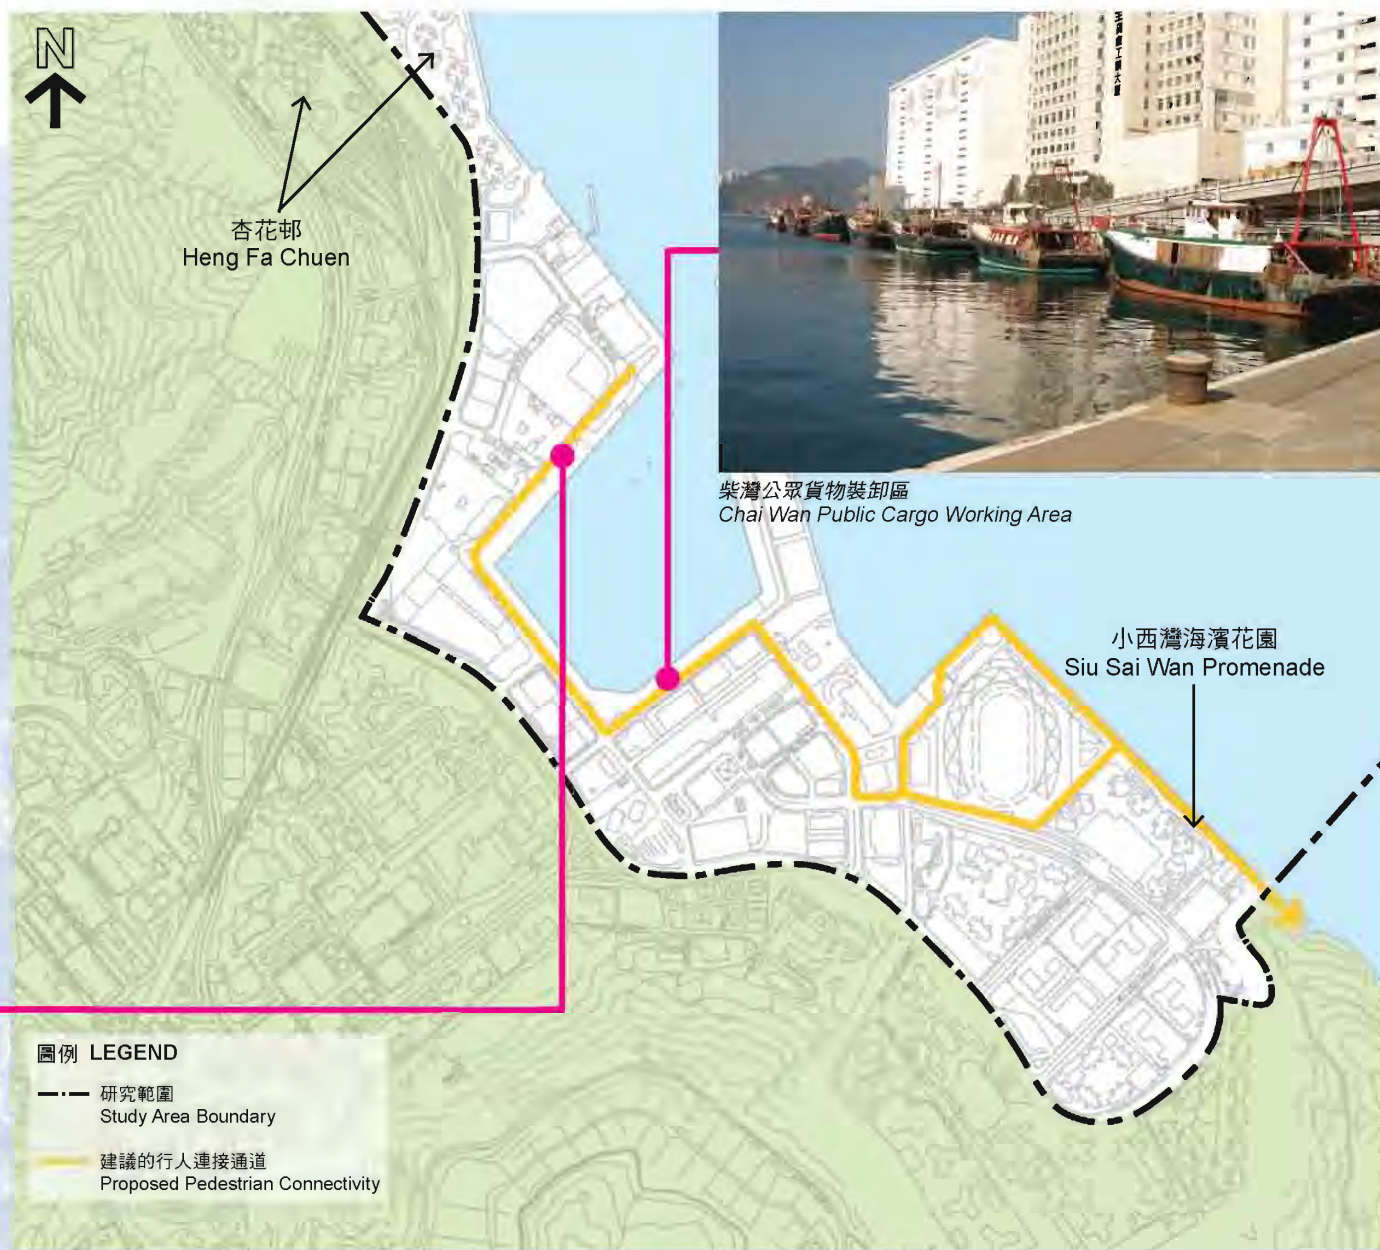 N
杏花邨
Heng Fa Chuen
柴灣公眾貨物裝卸區
Chai Wan Public Cargo Working Area
小西灣海濱花園
Siu Sai Wan Promenade
圖例 LEGEND
研究範圍
Study Area Boundary
建議的行人連接通道
Proposed Pedestrian Connectivity